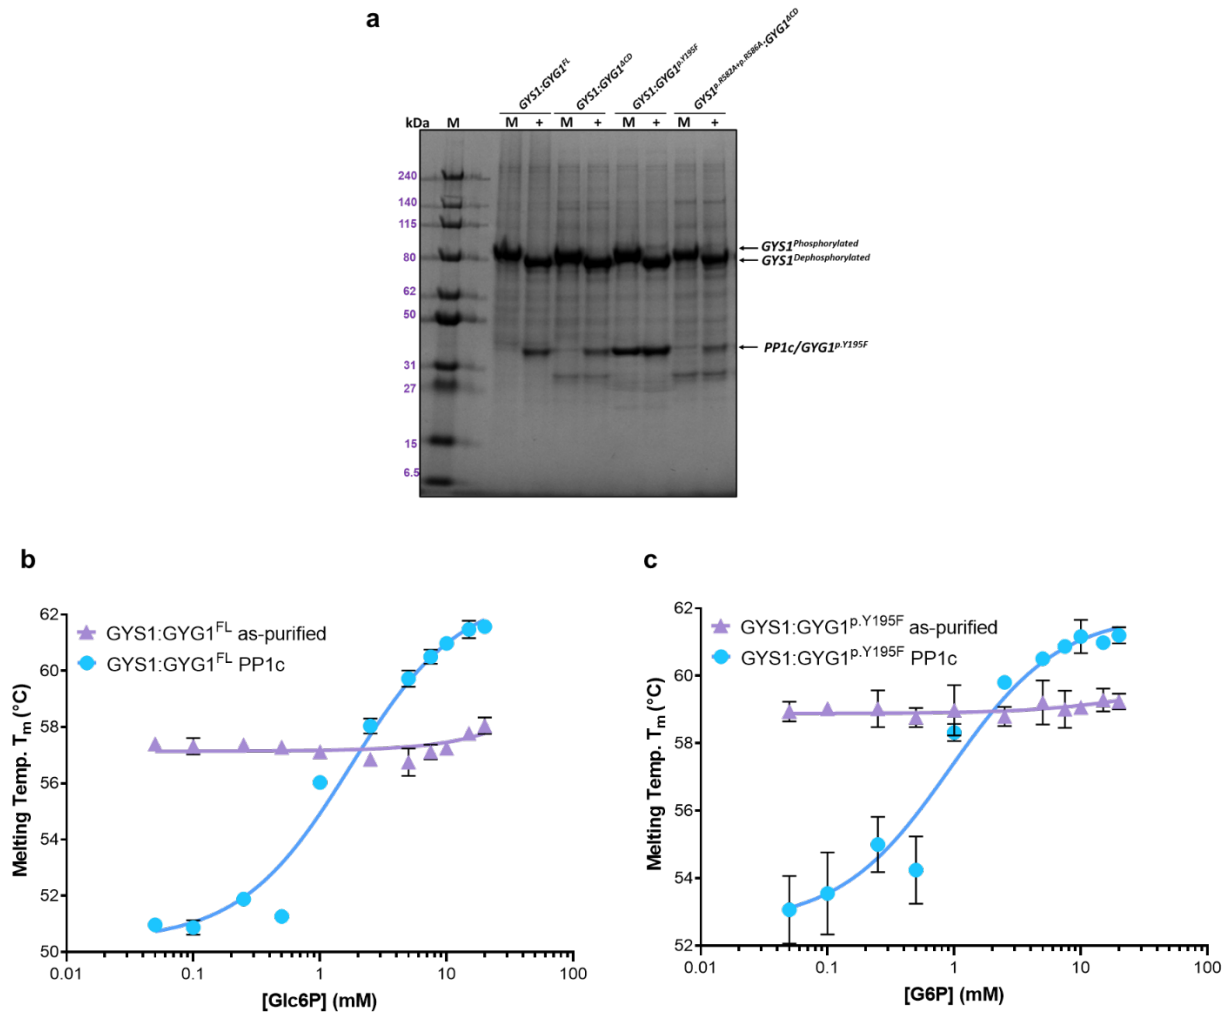 a
GYS1:GYG1FL
GYS1:GYG1ΔCD
GYS1:GYG1p.Y195F
GYS1p.R582A+p.R586A:GYG1ΔCD
kDa M M + M + M + M +
240
140
115
80
62
50
31
27
15
6.5
GYS1Phosphorylated
GYS1Dephosphorylated
PP1c/GYG1p.Y195F
b
62
60
58
56
54
52
50
Melting Temp. Tm (°C)
GYS1:GYG1FL as-purified
GYS1:GYG1FL PP1c
0.01 0.1 1 10 100
[Glc6P] (mM)
c
62
60
58
56
54
52
Melting Temp. Tm (°C)
GYS1:GYG1p.Y195F as-purified
GYS1:GYG1p.Y195F PP1c
0.01 0.1 1 10 100
[G6P] (mM)